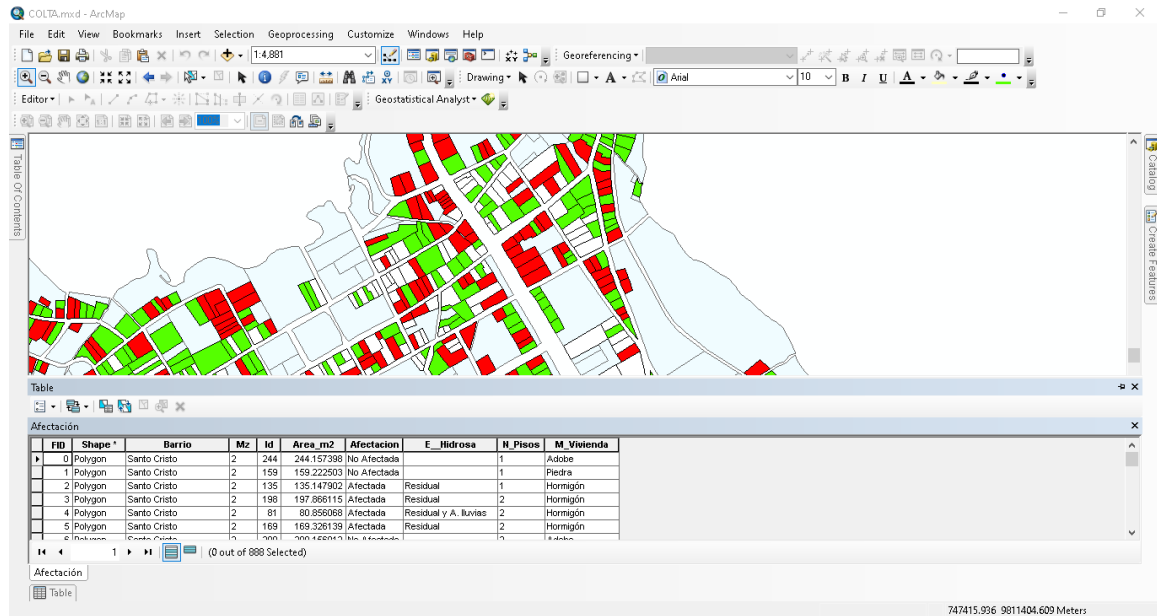 COLTA.mxd - ArcMap
File Edit View Bookmarks Insert Selection Geoprocessing Customize Windows Help
1:4,881 Georeferencing
Drawing A Arial 10 B I U A
Editor Geostatistical Analyst
Table Of Contents
Catalog
Create Features
Table
Afectación
FID Shape * Barrio Mz Id Area_m2 Afectacion E__Hidrosa N_Pisos M_Vivienda
0 Polygon Santo Cristo 2 244 244.157398 No Afectada 1 Adobe
1 Polygon Santo Cristo 2 159 159.222503 No Afectada 1 Piedra
2 Polygon Santo Cristo 2 135 135.147902 Afectada Residual 1 Hormigón
3 Polygon Santo Cristo 2 198 197.866115 Afectada Residual 2 Hormigón
4 Polygon Santo Cristo 2 81 80.856068 Afectada Residual y A. lluvias 2 Hormigón
5 Polygon Santo Cristo 2 169 169.326139 Afectada Residual 2 Hormigón
1 (0 out of 888 Selected)
Afectación
Table
747415.936 9811404.609 Meters